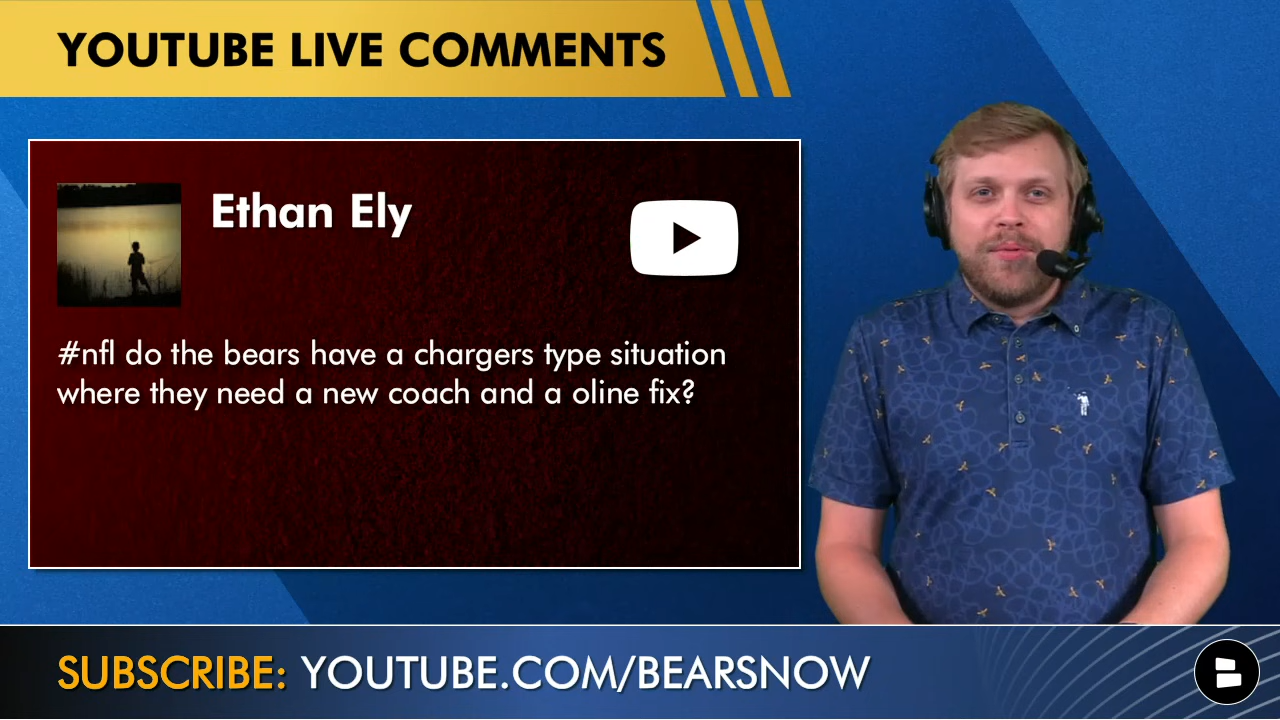 YOUTUBE LIVE COMMENTS
Ethan Ely
#nfl do the bears have a chargers type situation
where they need a new coach and a oline fix?
SUBSCRIBE: YOUTUBE.COM/BEARSNOW